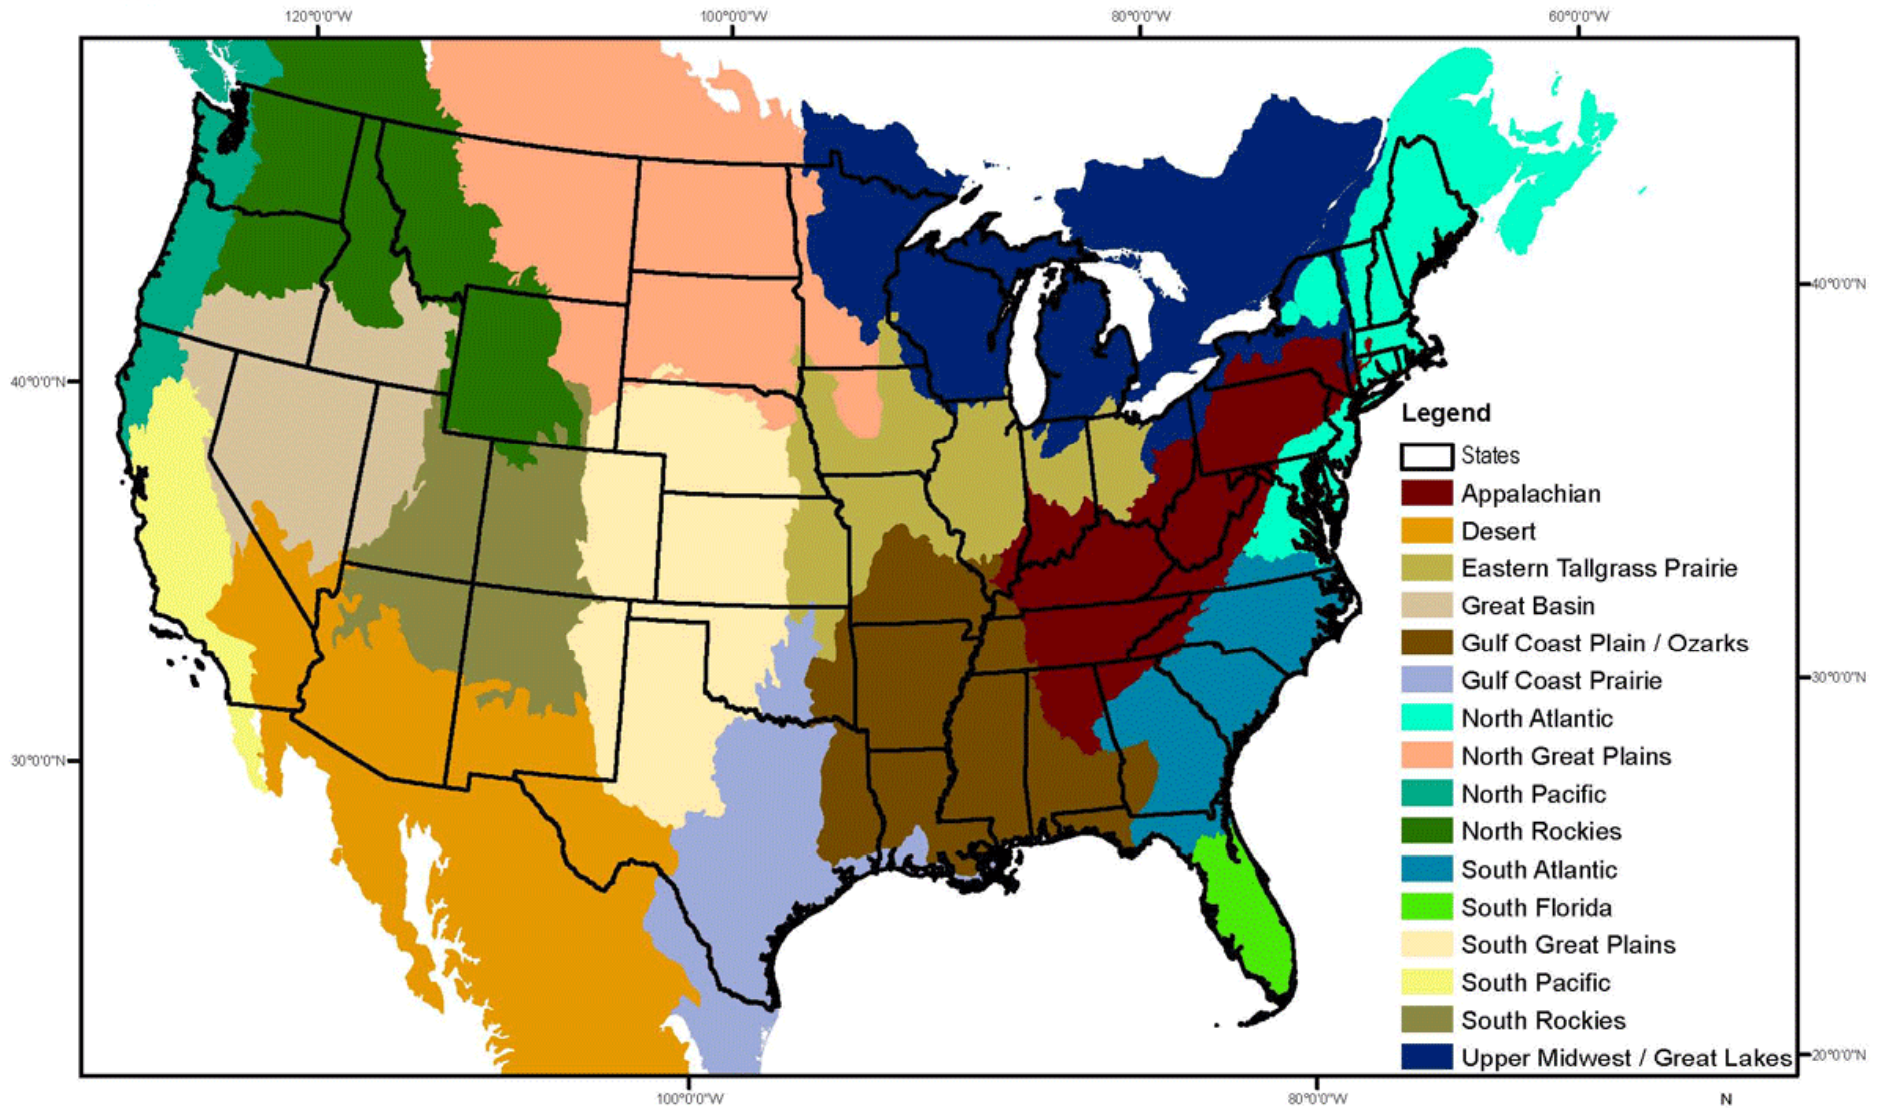 120°0'0"W 100°0'0"W 80°0'0"W 60°0'0"W
40°0'0"N
40°0'0"N
Legend
States
Appalachian
Desert
Eastern Tallgrass Prairie
Great Basin
Gulf Coast Plain / Ozarks
30°0'0"N
Gulf Coast Prairie
North Atlantic
30°0'0"N
North Great Plains
North Pacific
North Rockies
South Atlantic
South Florida
South Great Plains
South Pacific
South Rockies
Upper Midwest / Great Lakes
20°0'0"N
100°0'0"W 80°0'0"W N